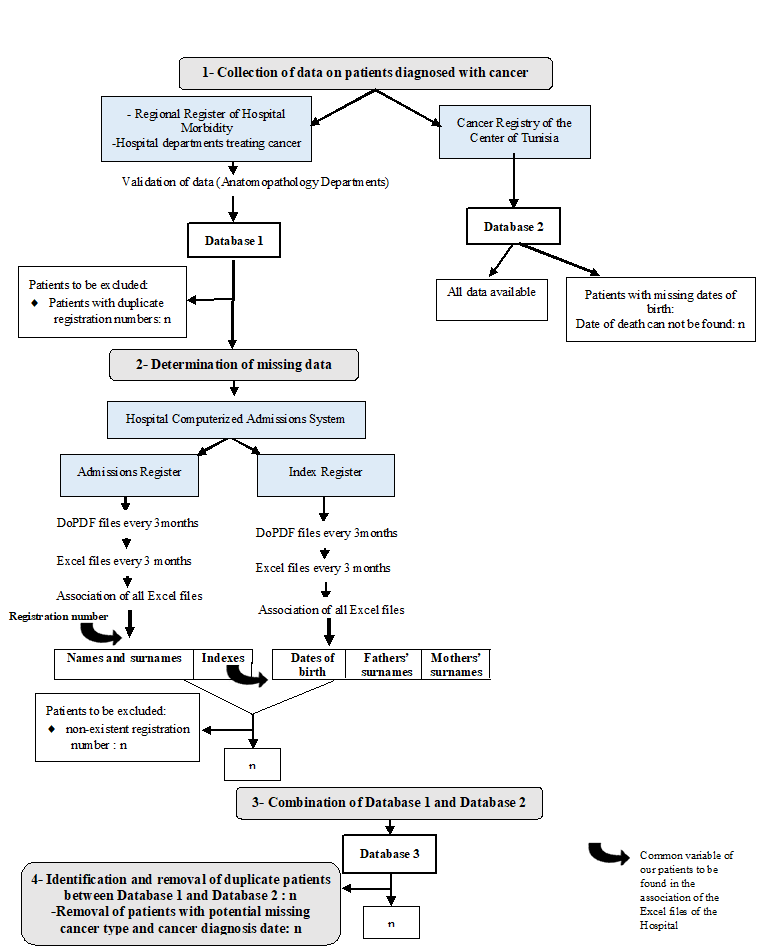 1- Collection of data on patients diagnosed with cancer
- Regional Register of Hospital
Morbidity
-Hospital departments treating cancer
Cancer Registry of the
Center of Tunisia
Validation of data (Anatomopathology Departments)
Database 1
Database 2
Patients to be excluded:
♦ Patients with duplicate
registration numbers: n
All data available
Patients with missing dates of
birth:
Date of death can not be found: n
2- Determination of missing data
Hospital Computerized Admissions System
Admissions Register
Index Register
DoPDF files every 3months
Excel files every 3 months
Association of all Excel files
DoPDF files every 3months
Excel files every 3 months
Association of all Excel files
Registration number
Names and surnames
Indexes
Dates of
birth
Fathers'
surnames
Mothers'
surnames
Patients to be excluded:
♦ non-existent registration
number : n
n
3- Combination of Database 1 and Database 2
Database 3
4- Identification and removal of duplicate patients
between Database 1 and Database 2 : n
-Removal of patients with potential missing
cancer type and cancer diagnosis date: n
n
Common variable of
our patients to be
found in the
association of the
Excel files of the
Hospital